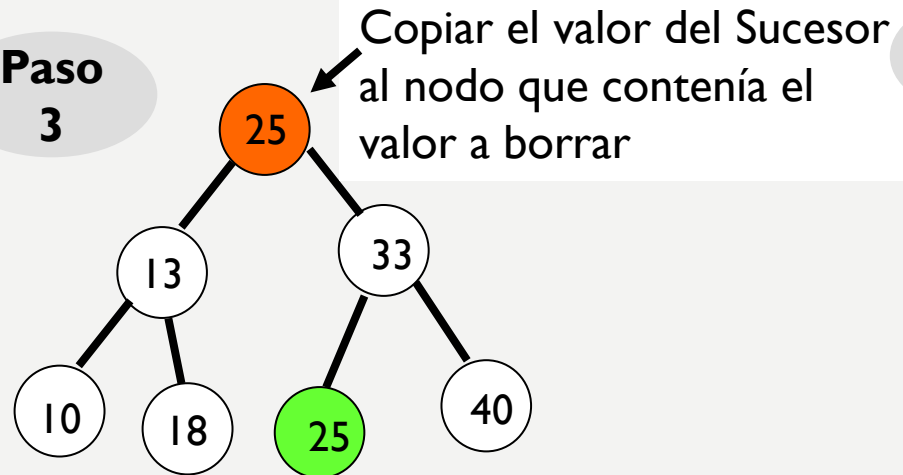 Paso
3
Copiar el valor del Sucesor
al nodo que contenía el
valor a borrar
25
13
33
10
18
25
40